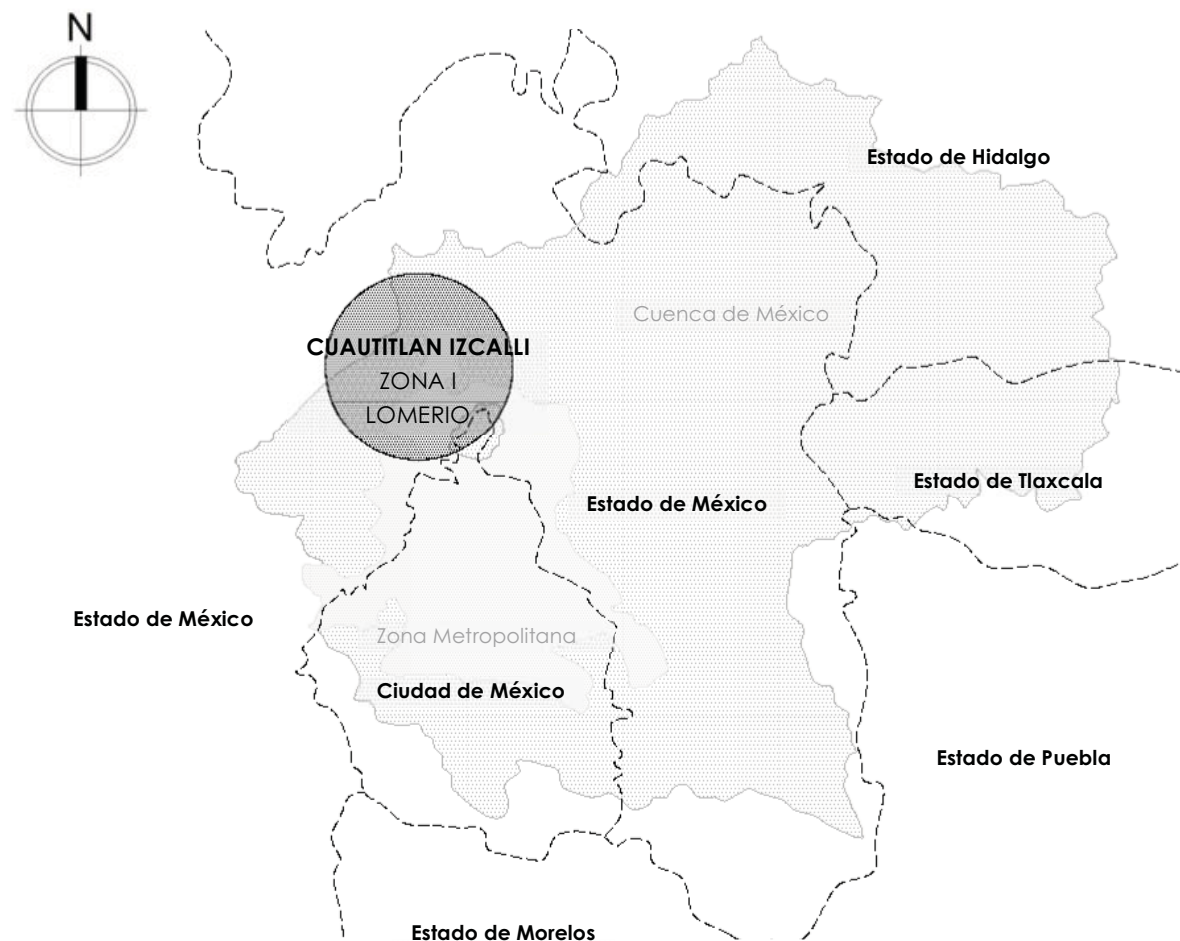 N
Estado de Hidalgo
Cuenca de México
CUAUTITLAN IZCALLI
ZONA I
LOMERIO
Estado de Tlaxcala
Estado de México
Estado de México
Zona Metropolitana
Ciudad de México
Estado de Puebla
Estado de Morelos